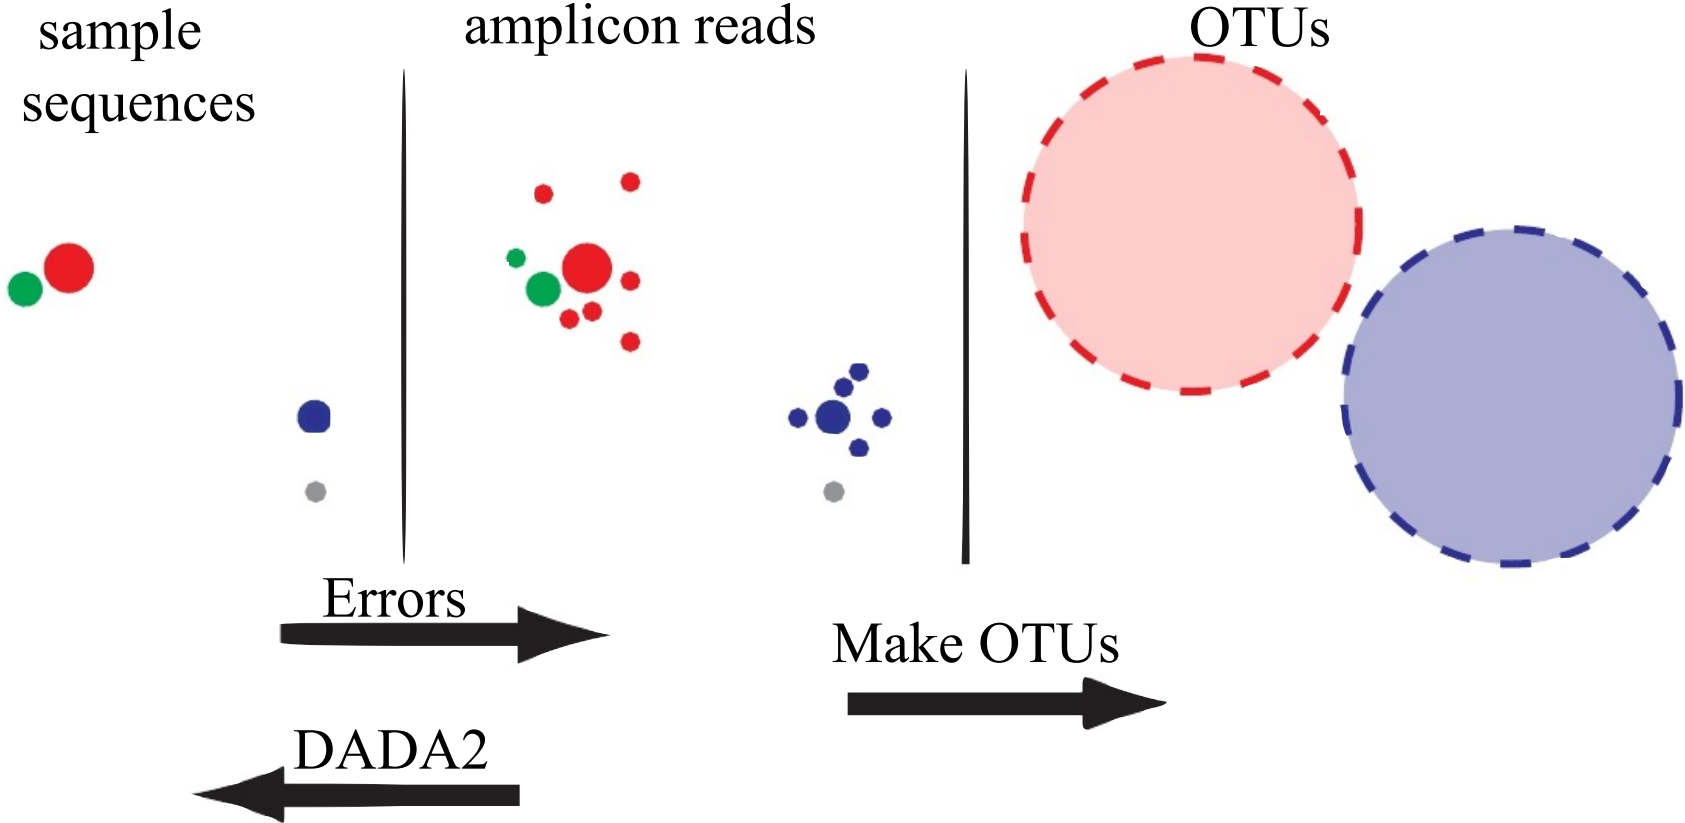 sample
sequences
amplicon reads
OTUs
Errors
Make OTUs
DADA2